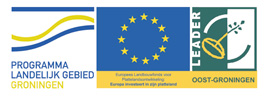 PROGRAMMA
LANDELIJK GEBIED
GRONINGEN
Europees Landbouwfonds voor
Plattelandsontwikkeling
Europa investeert in zijn platteland
LEADER
OOST-GRONINGEN